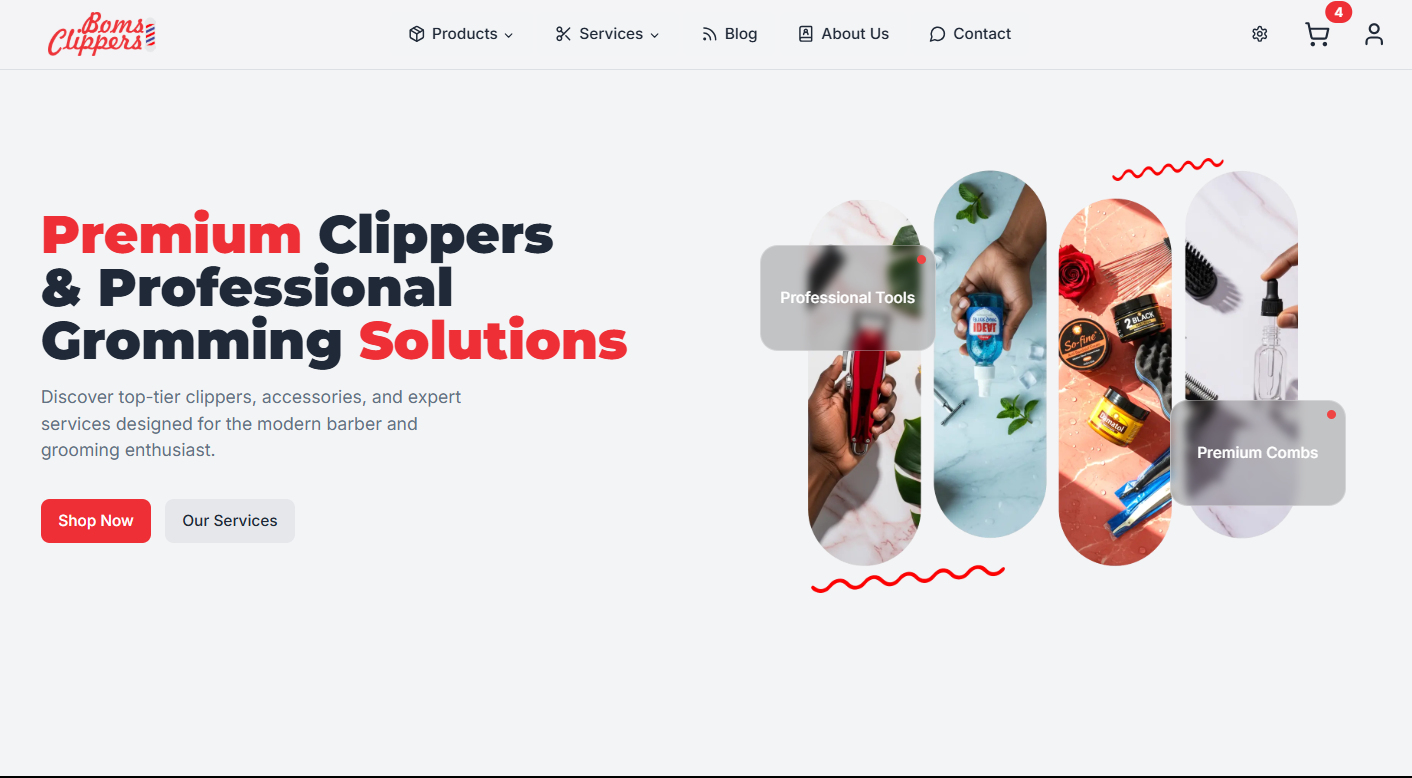 Boms
Clippers
Products
Services
Blog
About Us
Contact
4
Premium Clippers
& Professional
Gromming Solutions
Discover top-tier clippers, accessories, and expert
services designed for the modern barber and
grooming enthusiast.
Shop Now
Our Services
Professional Tools
IDEAT
2 BLACK
So-fine
Premium Combs